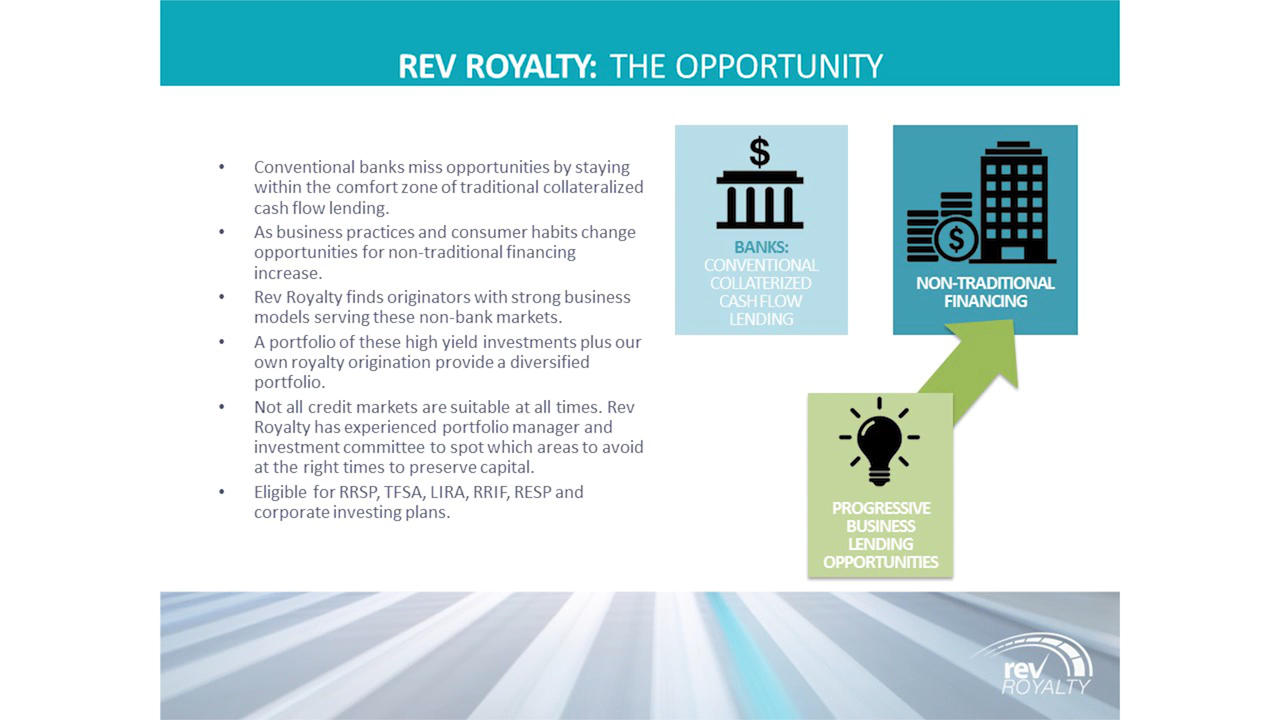 REV ROYALTY: THE OPPORTUNITY
• Conventional banks miss opportunities by staying
within the comfort zone of traditional collateralized
cash flow lending.
• As business practices and consumer habits change
opportunities for non-traditional financing
increase.
• Rev Royalty finds originators with strong business
models serving these non-bank markets.
• A portfolio of these high yield investments plus our
own royalty origination provide a diversified
portfolio.
• Not all credit markets are suitable at all times. Rev
Royalty has experienced portfolio manager and
investment committee to spot which areas to avoid
at the right times to preserve capital.
• Eligible for RRSP, TFSA, LIRA, RRIF, RESP and
corporate investing plans.
$
BANKS:
CONVENTIONAL
COLLATERIZED
CASH FLOW
LENDING
$
NON-TRADITIONAL
FINANCING
PROGRESSIVE
BUSINESS
LENDING
OPPORTUNITIES
rev
ROYALTY